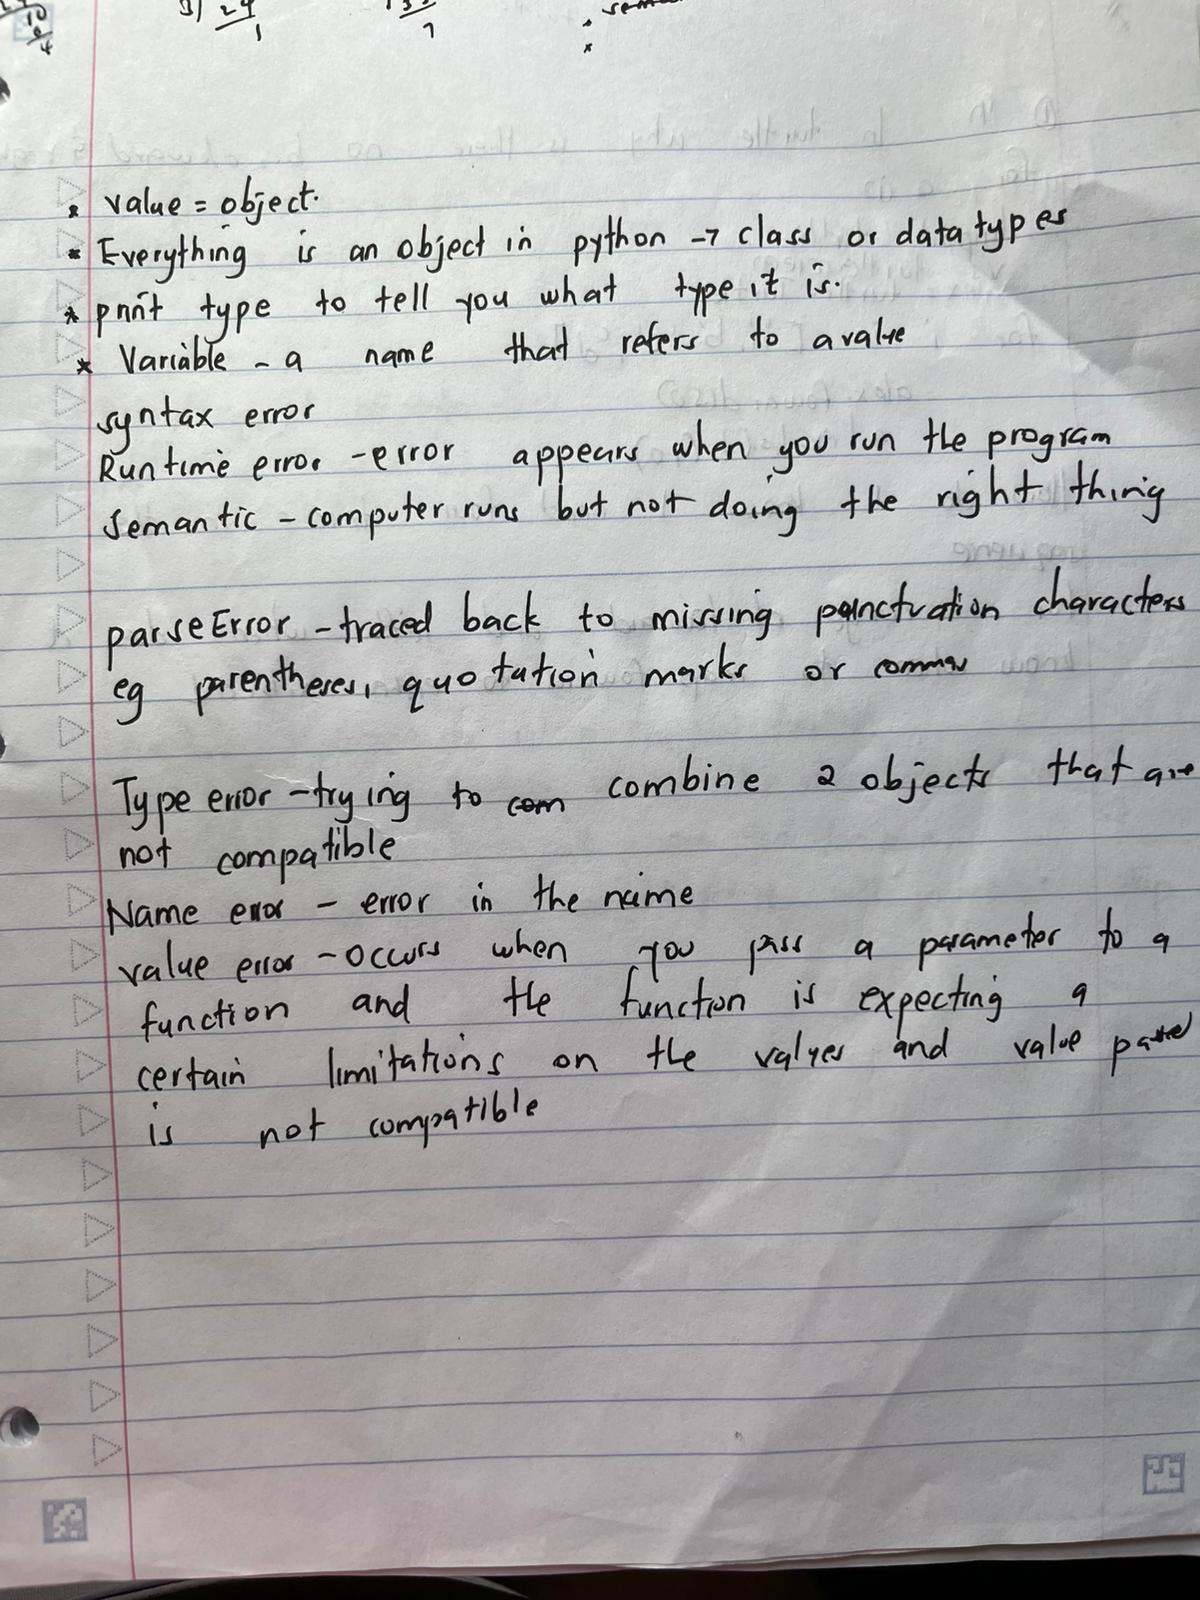 3) 24
1
7
* value = object.
* Everything is an object in python → class or data types
* print type to tell you what type it is.
* Variable - a name that refers to a value
syntax error
Runtime error - error appears when you run the program
Semantic - computer runs but not doing the right thing
parseError - traced back to missing punctuation characters
eg parentheses, quotation marks or commas
Type error - trying to com combine 2 objects that are
not compatible
Name error - error in the name
value error - occurs when you pass a parameter to a
function and the function is expecting a
certain limitations on the values and value passed
is not compatible